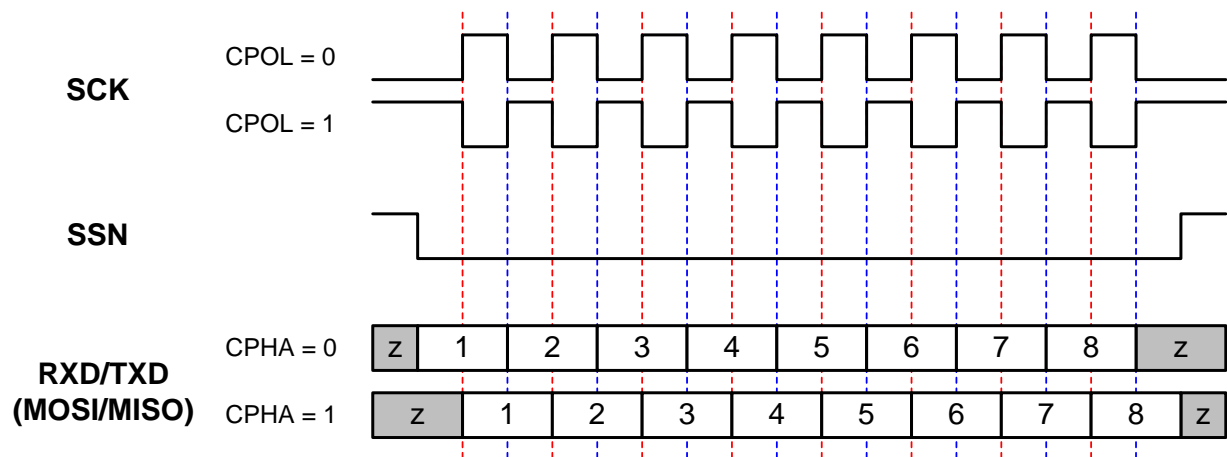 CPOL = 0
SCK
CPOL = 1
SSN
CPHA = 0
z 1 2 3 4 5 6 7 8 z
RXD/TXD
(MOSI/MISO)
CPHA = 1
z 1 2 3 4 5 6 7 8 z